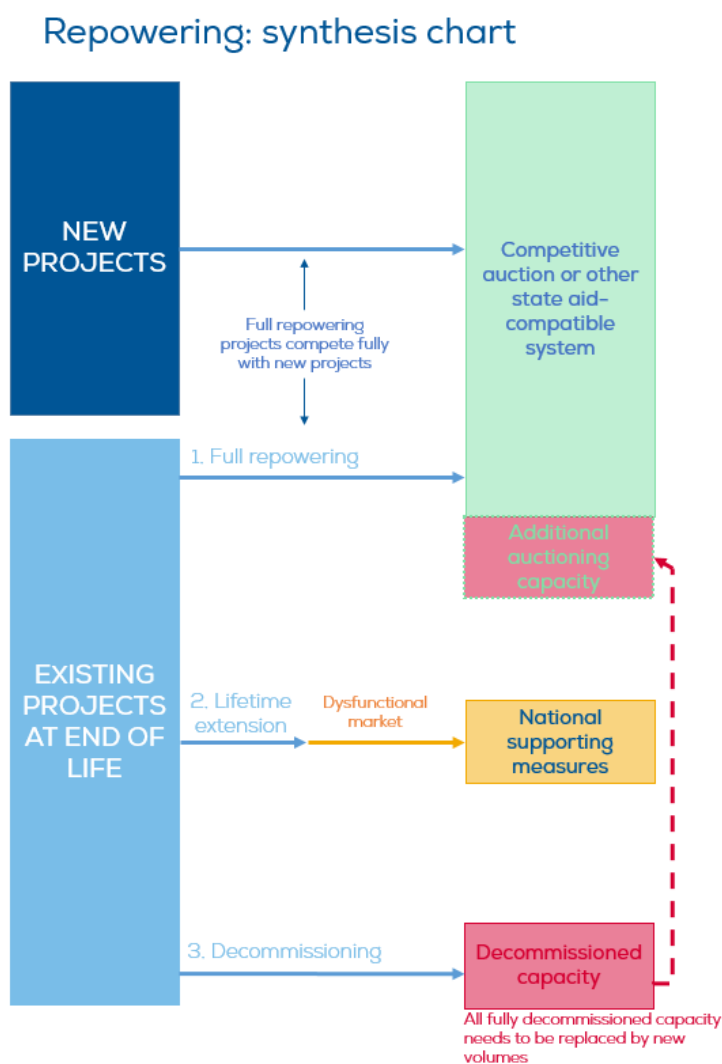 Repowering: synthesis chart
NEW
PROJECTS
Competitive
auction or other
state aid-
compatible
system
Full repowering
projects compete fully
with new projects
1. Full repowering
Additional
auctioning
capacity
EXISTING
PROJECTS
AT END OF
LIFE
2. Lifetime
extension
Dysfunctional
market
National
supporting
measures
3. Decommissioning
Decommissioned
capacity
All fully decommissioned capacity
needs to be replaced by new
volumes